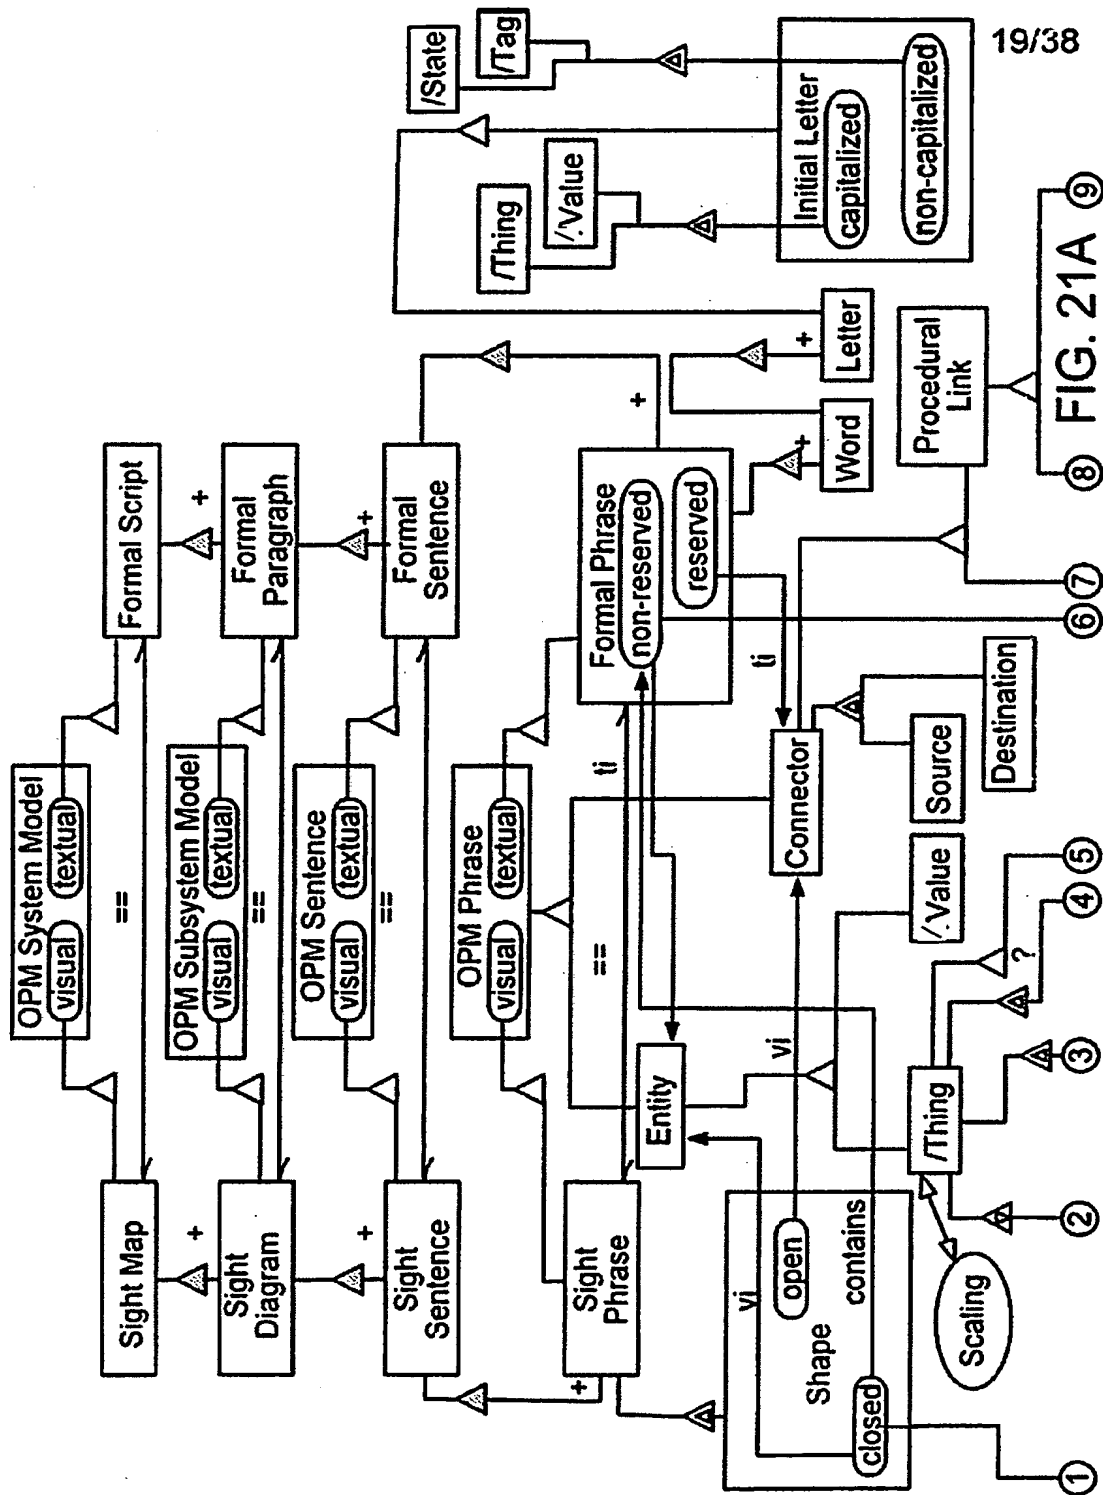 19/38
OPM System Model
visual
textual
==
Sight Map
Formal Script
+
+
OPM Subsystem Model
visual
textual
==
Sight
Diagram
Formal
Paragraph
+
+
OPM Sentence
visual
textual
==
Sight
Sentence
Formal
Sentence
OPM Phrase
visual
textual
==
ti
Sight
Phrase
+
Formal Phrase
non-reserved
reserved
+
Entity
vi
Shape
open
closed
contains
vi
ti
Connector
Source
Destination
Word
+
Letter
+
/Thing
/.Value
/State
/Tag
Initial Letter
capitalized
non-capitalized
Procedural
Link
/Thing
/.Value
?
Scaling
1
2
3
4
5
6
7
8
9
FIG. 21A